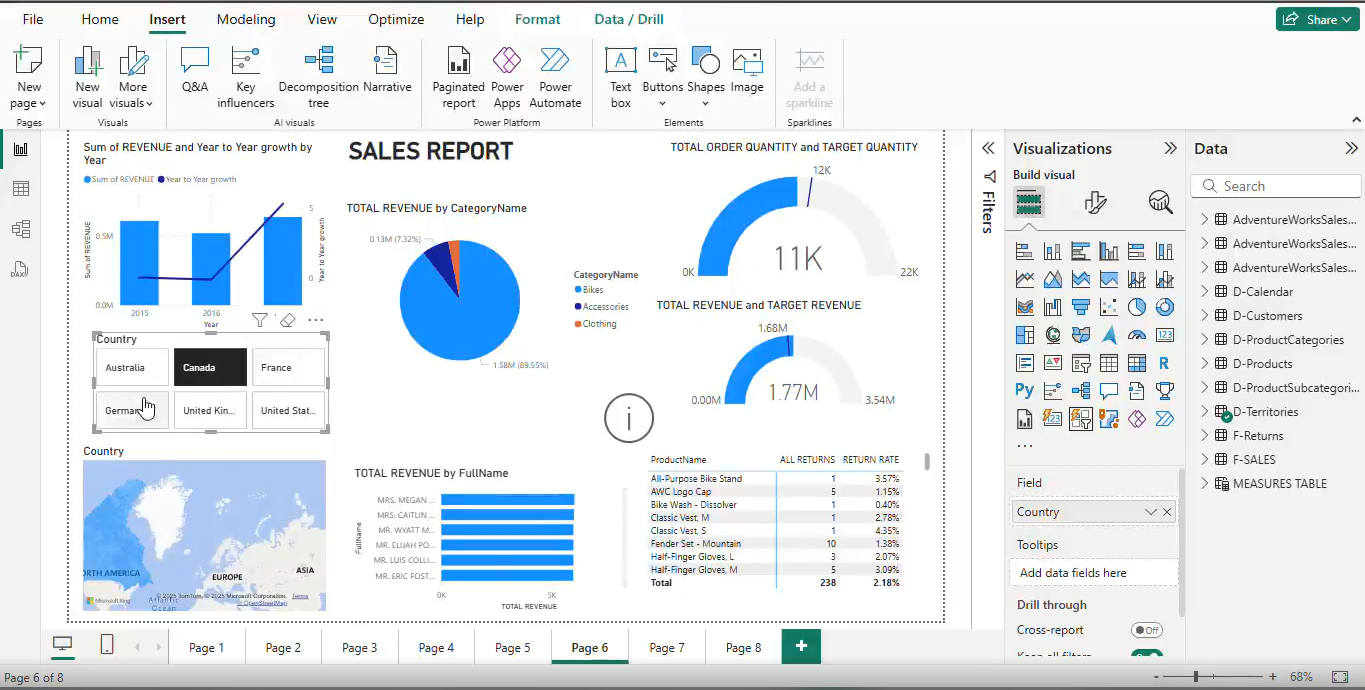 File Home Insert Modeling View Optimize Help Format Data / Drill Share
New page
New visual
More visuals
Q&A
Key influencers
Decomposition tree
Narrative
Paginated report
Power Apps
Power Automate
Text box
Buttons
Shapes
Image
Add a sparkline
Pages Visuals AI visuals Power Platform Elements Sparklines
Sum of REVENUE and Year to Year growth by
Year
Sum of REVENUE Year to Year growth
Sum of REVENUE
0.5M
0.0M
5
0
Year to Year growth
2015 2016
Year
SALES REPORT
TOTAL REVENUE by CategoryName
0.13M (7.32%)
1.58M (89.55%)
CategoryName
Bikes
Accessories
Clothing
TOTAL ORDER QUANTITY and TARGET QUANTITY
12K
11K
0K
22K
TOTAL REVENUE and TARGET REVENUE
1.68M
1.77M
0.00M
3.54M
Country
Australia Canada France
German United Kin... United Stat...
Country
NORTH AMERICA
EUROPE
ASIA
Atlantic
Ocean
Microsoft Bing
© 2025 TomTom, © 2025 Microsoft Corporation, Terms
© OpenStreetMap
TOTAL REVENUE by FullName
FullName
MRS. MEGAN ...
MRS. CAITLIN ...
MR. WYATT M...
MR. ELIJAH PO...
MR. LUIS COLLI...
MR. ERIC FOST...
0K 5K
TOTAL REVENUE
ProductName ALL RETURNS RETURN RATE
All-Purpose Bike Stand 1 3.57%
AWC Logo Cap 5 1.15%
Bike Wash - Dissolver 1 0.40%
Classic Vest, M 1 2.78%
Classic Vest, S 1 4.35%
Fender Set - Mountain 10 1.38%
Half-Finger Gloves, L 3 2.07%
Half-Finger Gloves, M 5 3.09%
Total 238 2.18%
Filters
Visualizations
Build visual
123
R
Py
123
Field
Country
Tooltips
Add data fields here
Drill through
Cross-report Off
Keep all filters
Data
Search
AdventureWorksSales...
AdventureWorksSales...
AdventureWorksSales...
D-Calendar
D-Customers
D-ProductCategories
D-Products
D-ProductSubcategori...
D-Territories
F-Returns
F-SALES
MEASURES TABLE
DAX
Page 1 Page 2 Page 3 Page 4 Page 5 Page 6 Page 7 Page 8 +
Page 6 of 8
- + 68%